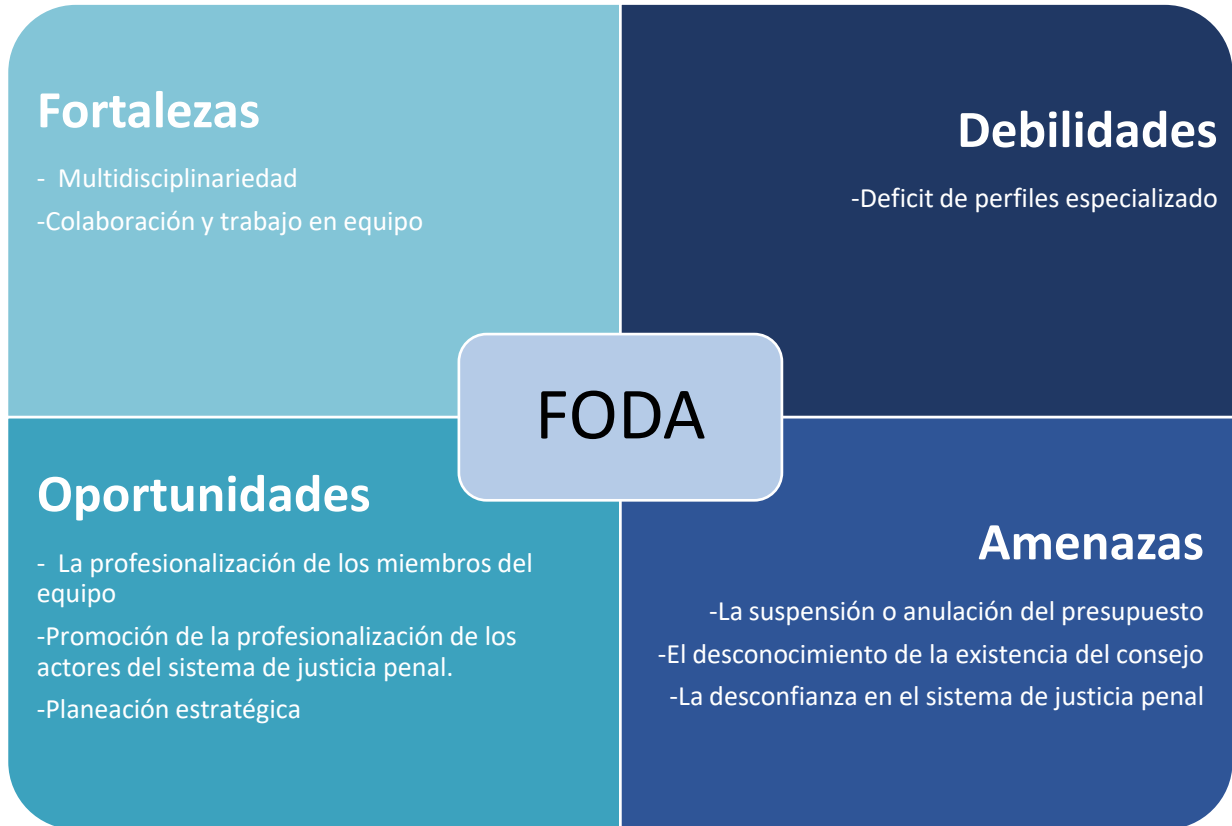 Fortalezas
- Multidisciplinariedad
-Colaboración y trabajo en equipo
Debilidades
-Deficit de perfiles especializado
FODA
Oportunidades
- La profesionalización de los miembros del
equipo
-Promoción de la profesionalización de los
actores del sistema de justicia penal.
-Planeación estratégica
Amenazas
-La suspensión o anulación del presupuesto
-El desconocimiento de la existencia del consejo
-La desconfianza en el sistema de justicia penal